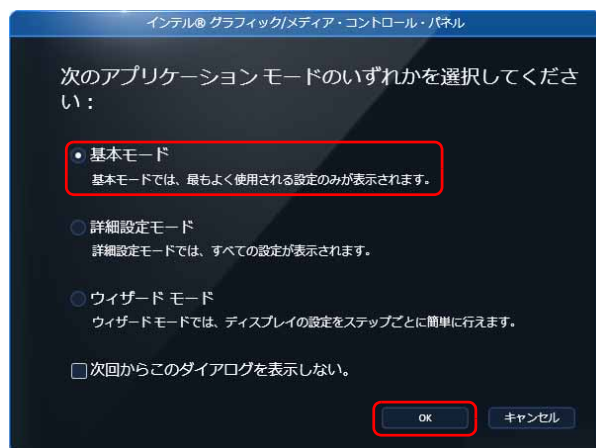 インテル® グラフィック/メディア・コントロール・パネル
次のアプリケーション モードのいずれかを選択してくださ
い：
基本モード
基本モードでは、最もよく使用される設定のみが表示されます。
詳細設定モード
詳細設定モードでは、すべての設定が表示されます。
ウィザード モード
ウィザード モードでは、ディスプレイの設定をステップごとに簡単に行えます。
次回からこのダイアログを表示しない。
OK
キャンセル